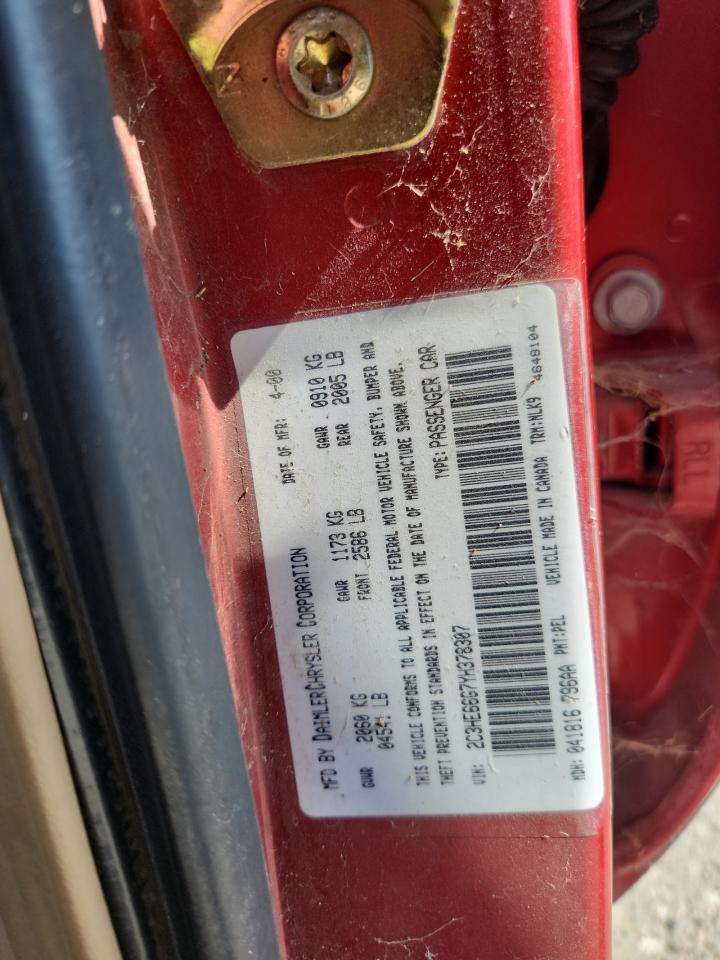 MFD BY DAIMLERCHRYSLER CORPORATION DATE OF MFR: 4-00
GVWR 2060 KG GAWR 1173 KG GAWR 0910 KG
04541 LB FRONT 2586 LB REAR 2005 LB
THIS VEHICLE CONFORMS TO ALL APPLICABLE FEDERAL MOTOR VEHICLE SAFETY, BUMPER AND
THEFT PREVENTION STANDARDS IN EFFECT ON THE DATE OF MANUFACTURE SHOWN ABOVE.
VIN: 2C3HE66G7YH378307 TYPE: PASSENGER CAR
MDH: 041816 796AA PNT:PEL VEHICLE MADE IN CANADA TRM:NLK9
4648104
RLL